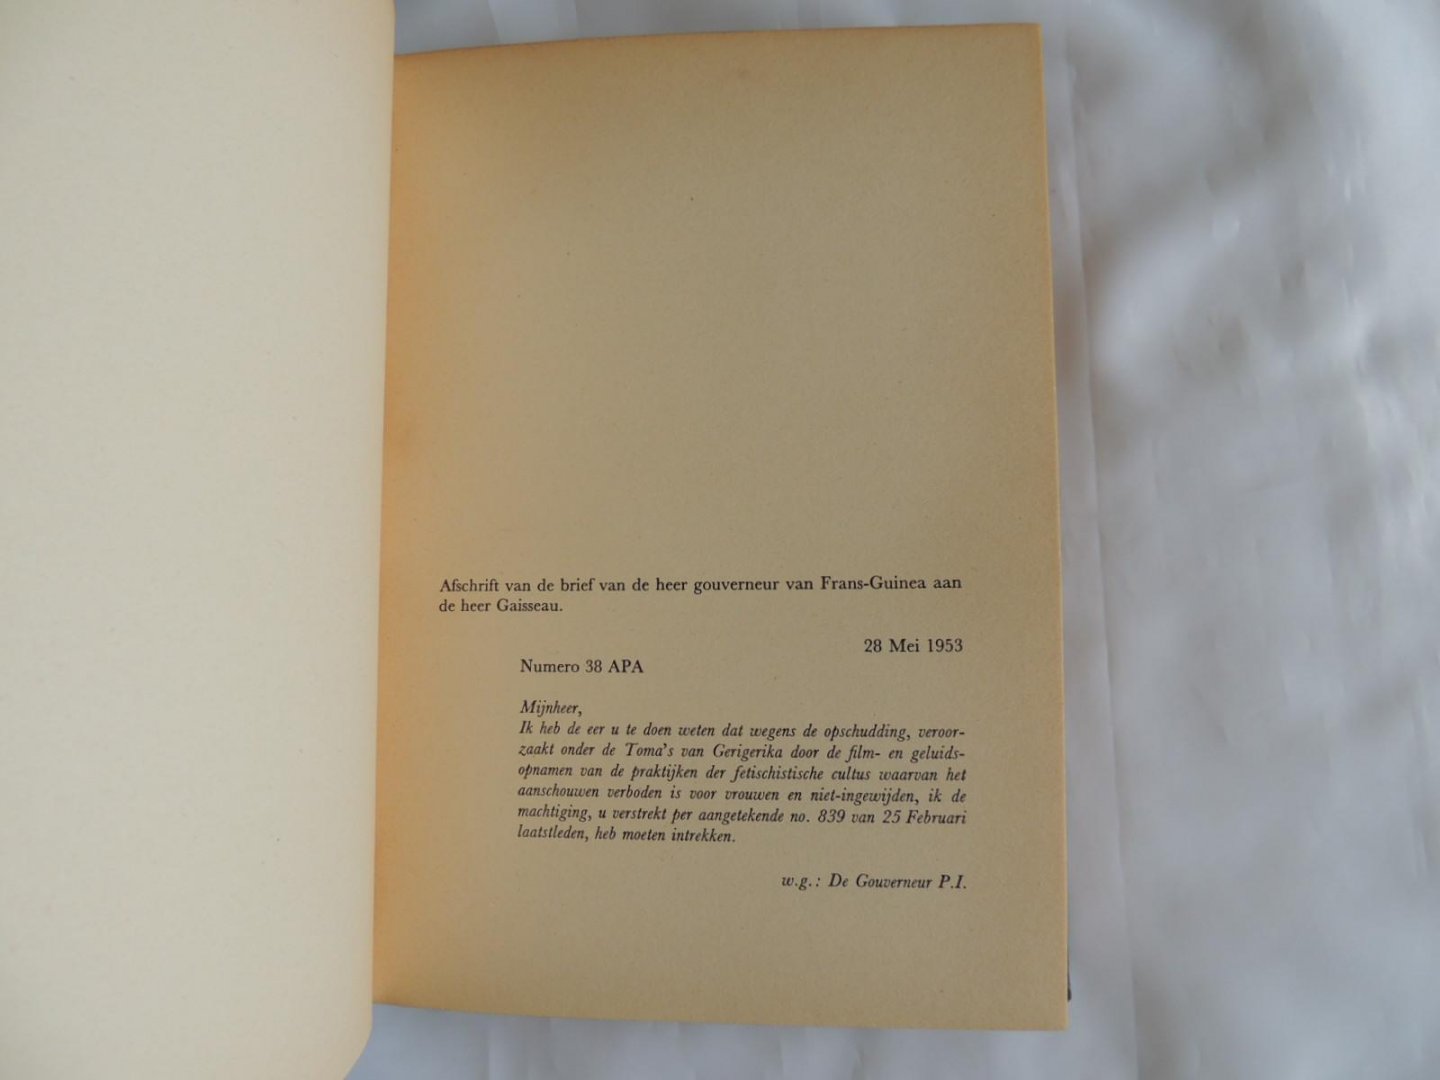 Afschrift van de brief van de heer gouverneur van Frans-Guinea aan
de heer Gaisseau.
28 Mei 1953
Numero 38 APA
Mijnheer,
Ik heb de eer u te doen weten dat wegens de opschudding, veroor-
zaakt onder de Toma's van Gerigerika door de film- en geluids-
opnamen van de praktijken der fetischistische cultus waarvan het
aanschouwen verboden is voor vrouwen en niet-ingewijden, ik de
machtiging, u verstrekt per aangetekende no. 839 van 25 Februari
laatstleden, heb moeten intrekken.
w.g.: De Gouverneur P.I.